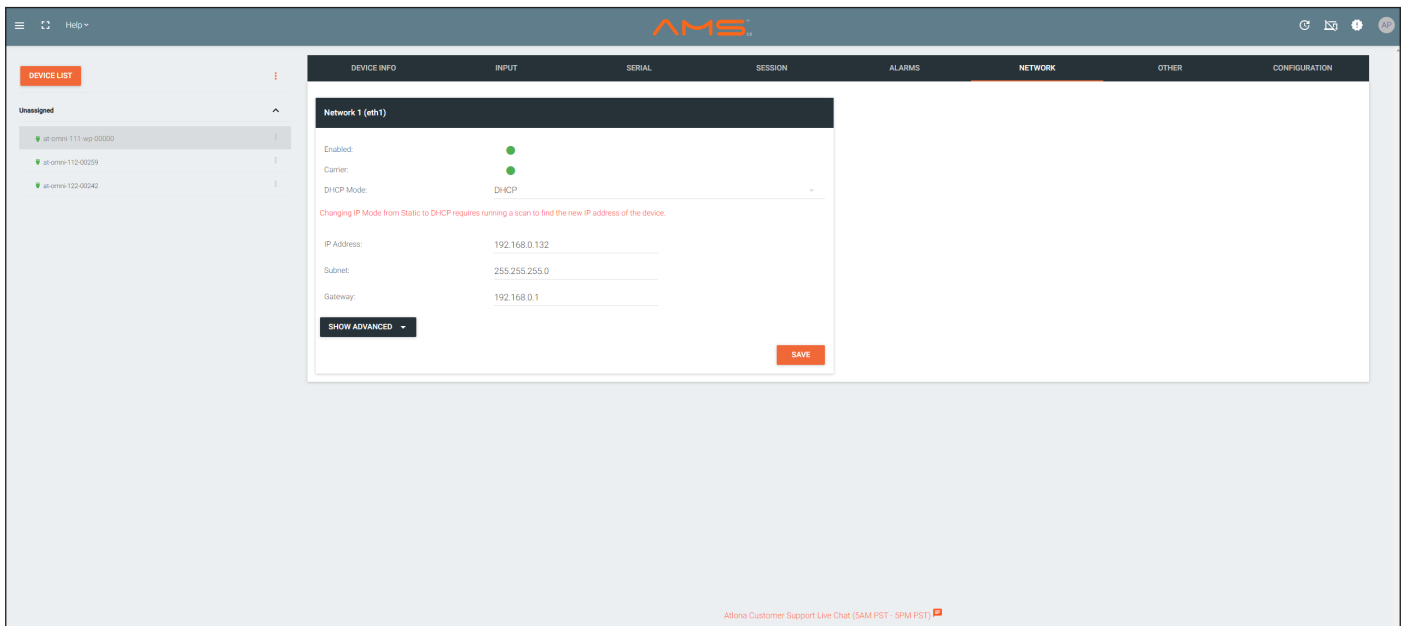 Help
AMS
AP
DEVICE LIST
Unassigned
at-omni-111-wp-00000
at-omni-112-00259
at-omni-122-00242
DEVICE INFO INPUT SERIAL SESSION ALARMS NETWORK OTHER CONFIGURATION
Network 1 (eth1)
Enabled:
Carrier:
DHCP Mode: DHCP
Changing IP Mode from Static to DHCP requires running a scan to find the new IP address of the device.
IP Address: 192.168.0.132
Subnet: 255.255.255.0
Gateway: 192.168.0.1
SHOW ADVANCED
SAVE
Atlona Customer Support Live Chat (5AM PST - 5PM PST)